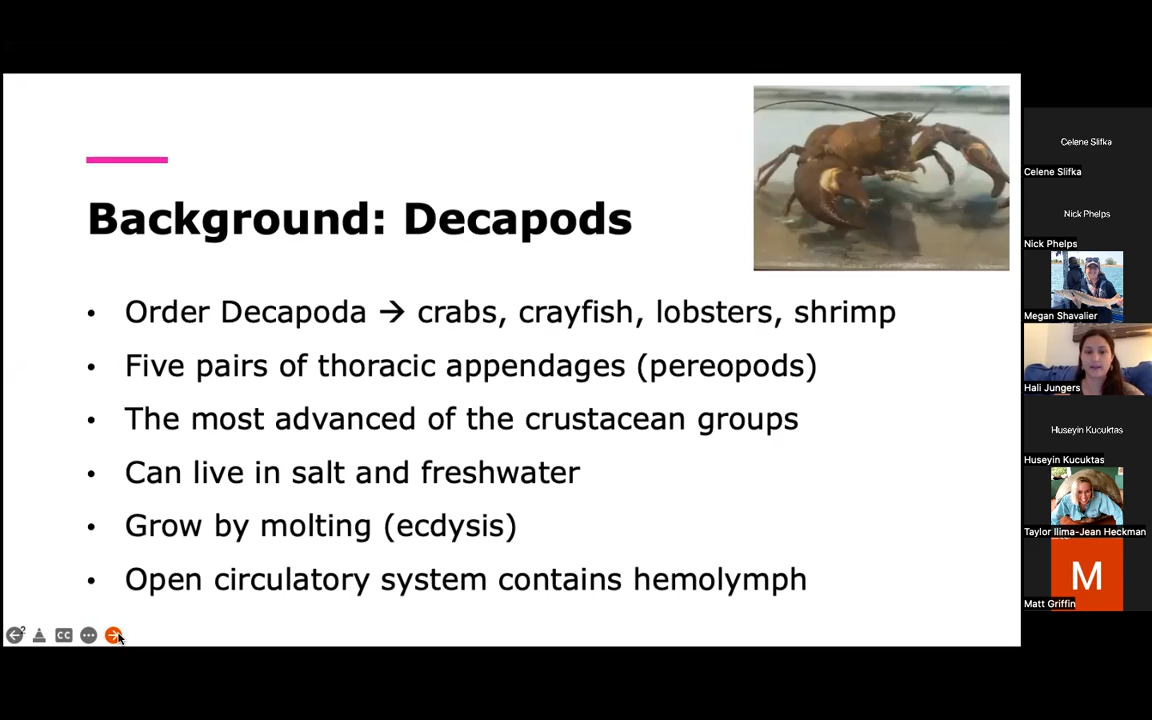 Background: Decapods
• Order Decapoda → crabs, crayfish, lobsters, shrimp
• Five pairs of thoracic appendages (pereopods)
• The most advanced of the crustacean groups
• Can live in salt and freshwater
• Grow by molting (ecdysis)
• Open circulatory system contains hemolymph
2
CC
Celene Slifka
Celene Slifka
Nick Phelps
Nick Phelps
Megan Shavalier
Hali Jungers
Huseyin Kucuktas
Huseyin Kucuktas
Taylor Ilima-Jean Heckman
M
Matt Griffin